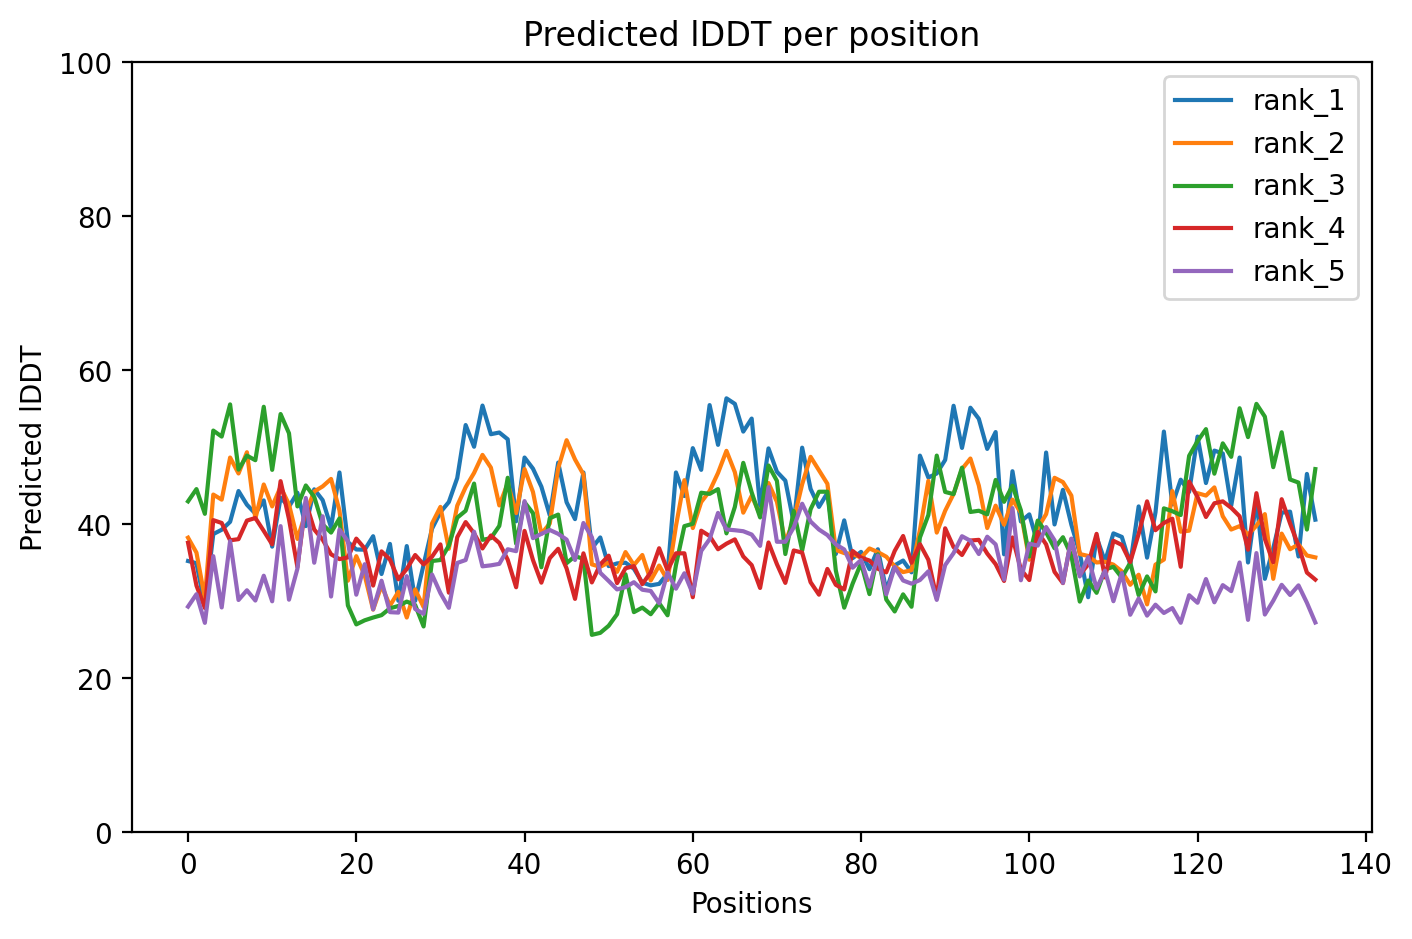 Predicted lDDT per position
100
80
60
40
20
0
Predicted lDDT
0 20 40 60 80 100 120 140
Positions
rank_1
rank_2
rank_3
rank_4
rank_5